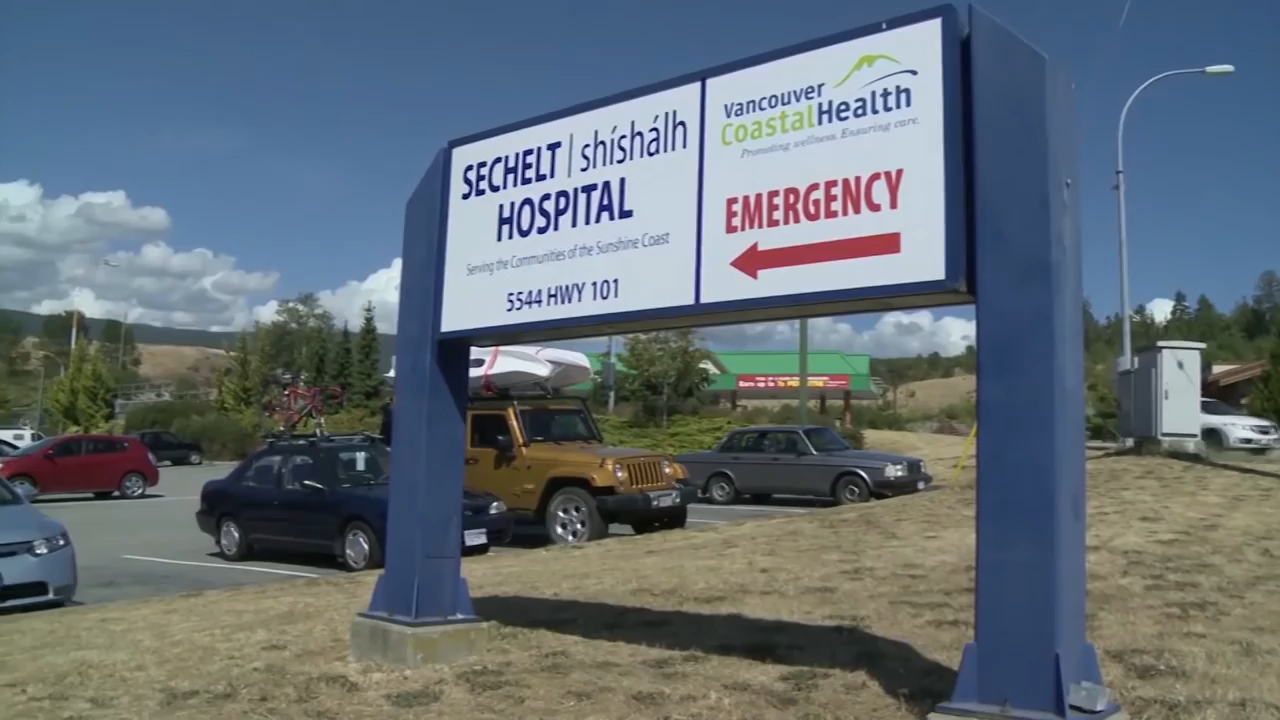 SECHELT | shíshálh
HOSPITAL
Serving the Communities of the Sunshine Coast
5544 HWY 101
Vancouver
CoastalHealth
Promoting wellness. Ensuring care.
EMERGENCY